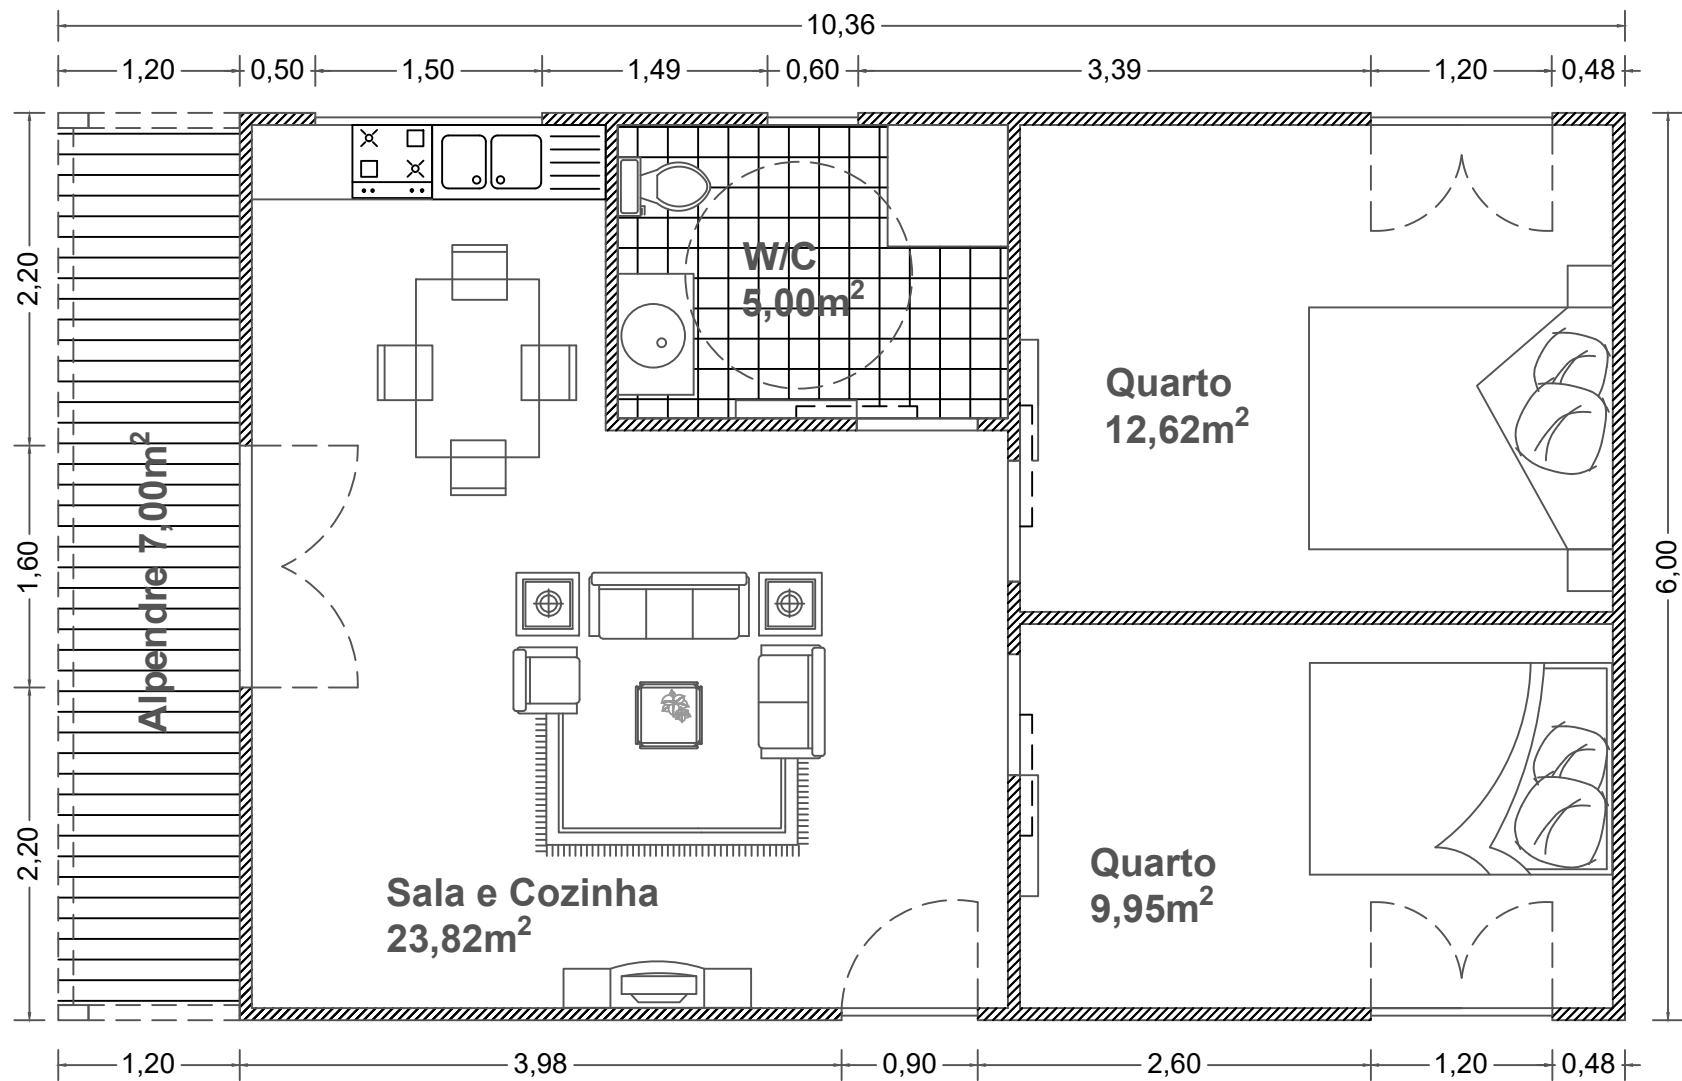 10,36
1,20 0,50 1,50 1,49 0,60 3,39 1,20 0,48
2,20
1,60
2,20
6,00
W/C
5,00m²
Quarto
12,62m²
Alpendre 7,00m²
Quarto
9,95m²
Sala e Cozinha
23,82m²
1,20 3,98 0,90 2,60 1,20 0,48